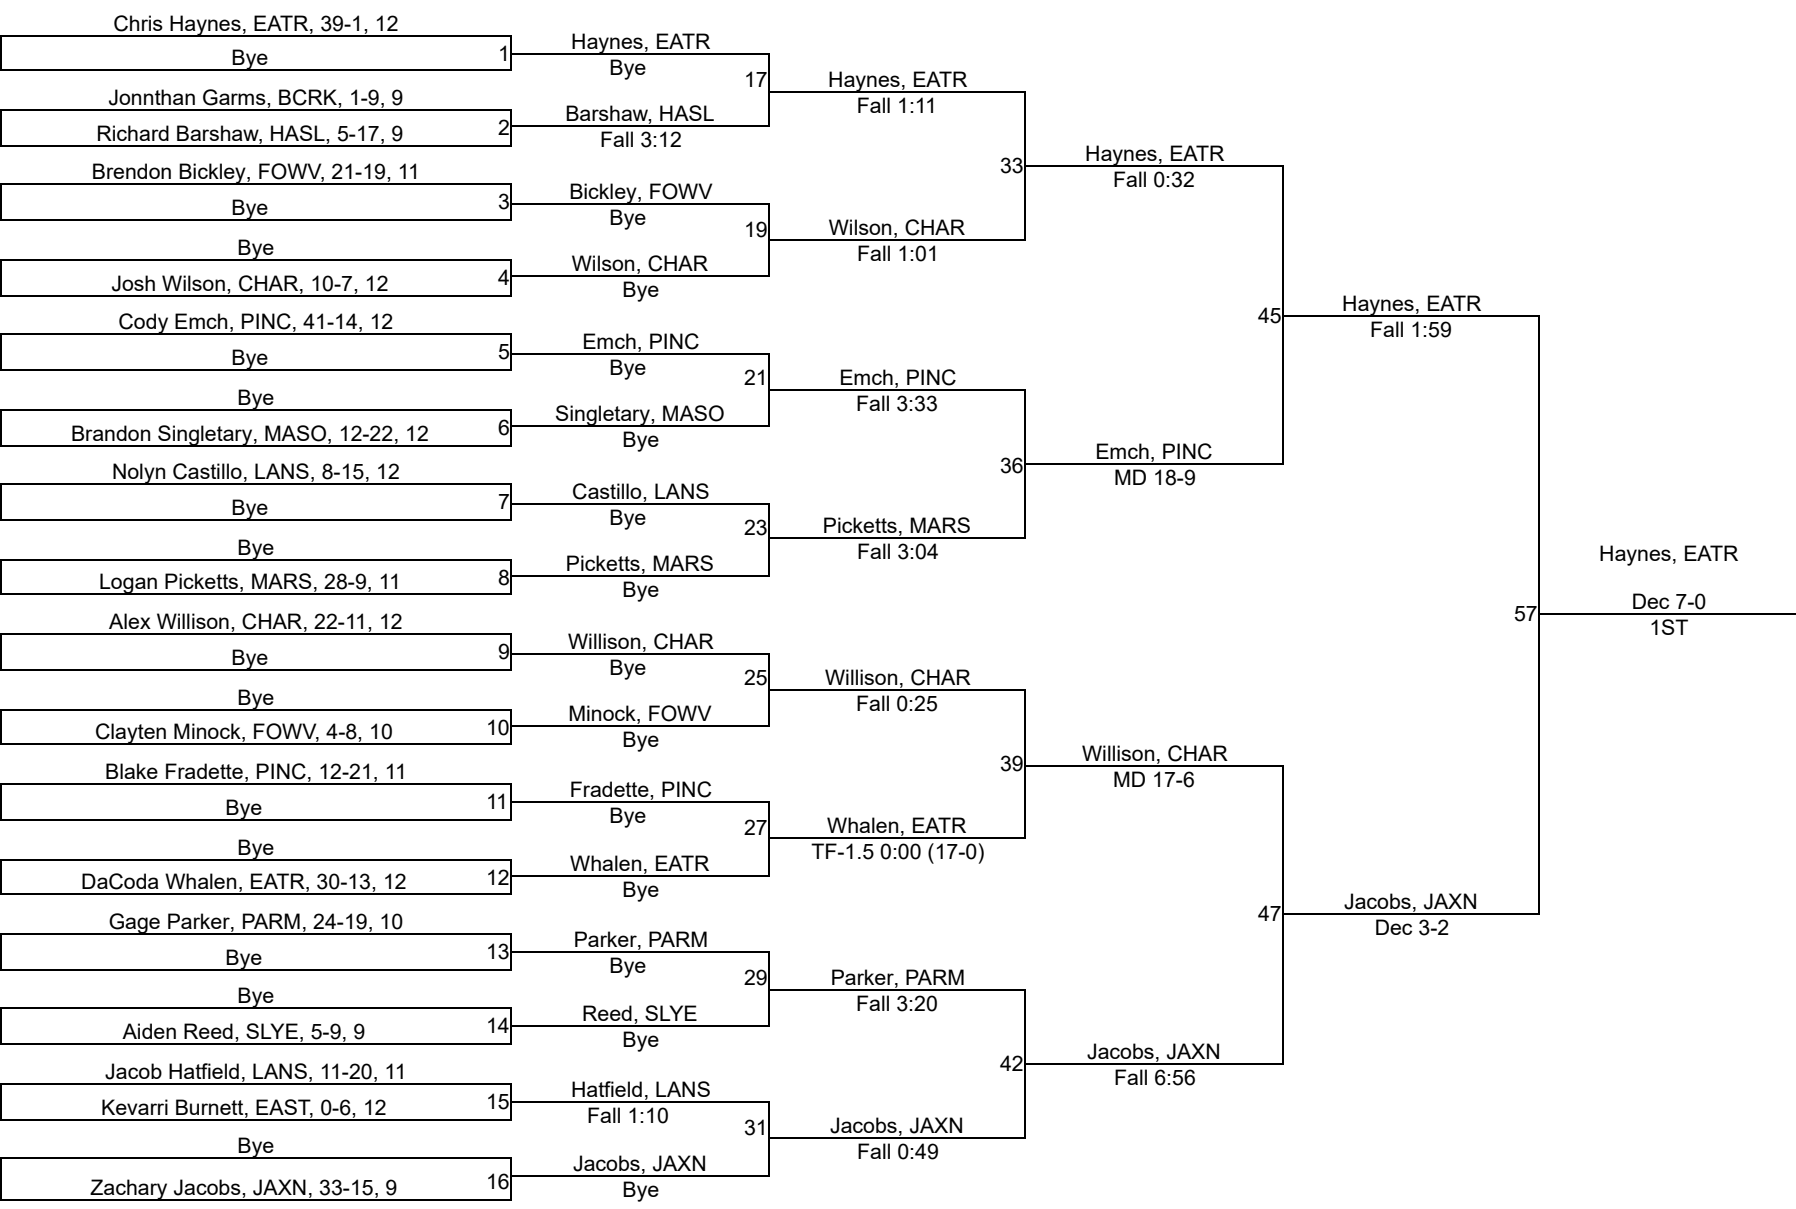 Chris Haynes, EATR, 39-1, 12
Bye
1
Jonnthan Garms, BCRK, 1-9, 9
Richard Barshaw, HASL, 5-17, 9
2
Brendon Bickley, FOWV, 21-19, 11
Bye
3
Bye
Josh Wilson, CHAR, 10-7, 12
4
Cody Emch, PINC, 41-14, 12
Bye
5
Bye
Brandon Singletary, MASO, 12-22, 12
6
Nolyn Castillo, LANS, 8-15, 12
Bye
7
Bye
Logan Picketts, MARS, 28-9, 11
8
Alex Willison, CHAR, 22-11, 12
Bye
9
Bye
Clayten Minock, FOWV, 4-8, 10
10
Blake Fradette, PINC, 12-21, 11
Bye
11
Bye
DaCoda Whalen, EATR, 30-13, 12
12
Gage Parker, PARM, 24-19, 10
Bye
13
Bye
Aiden Reed, SLYE, 5-9, 9
14
Jacob Hatfield, LANS, 11-20, 11
Kevarri Burnett, EAST, 0-6, 12
15
Bye
Zachary Jacobs, JAXN, 33-15, 9
16
Haynes, EATR
Bye
17
Barshaw, HASL
Fall 3:12
Bickley, FOWV
Bye
19
Wilson, CHAR
Bye
Emch, PINC
Bye
21
Singletary, MASO
Bye
Castillo, LANS
Bye
23
Picketts, MARS
Bye
Willison, CHAR
Bye
25
Minock, FOWV
Bye
Fradette, PINC
Bye
27
Whalen, EATR
Bye
Parker, PARM
Bye
29
Reed, SLYE
Bye
Hatfield, LANS
Fall 1:10
31
Jacobs, JAXN
Bye
Haynes, EATR
Fall 1:11
33
Wilson, CHAR
Fall 1:01
Emch, PINC
Fall 3:33
36
Picketts, MARS
Fall 3:04
Willison, CHAR
Fall 0:25
39
Whalen, EATR
TF-1.5 0:00 (17-0)
Parker, PARM
Fall 3:20
42
Jacobs, JAXN
Fall 0:49
Haynes, EATR
Fall 0:32
45
Emch, PINC
MD 18-9
Willison, CHAR
MD 17-6
47
Jacobs, JAXN
Fall 6:56
Haynes, EATR
Fall 1:59
57
Jacobs, JAXN
Dec 3-2
Haynes, EATR
Dec 7-0
1ST